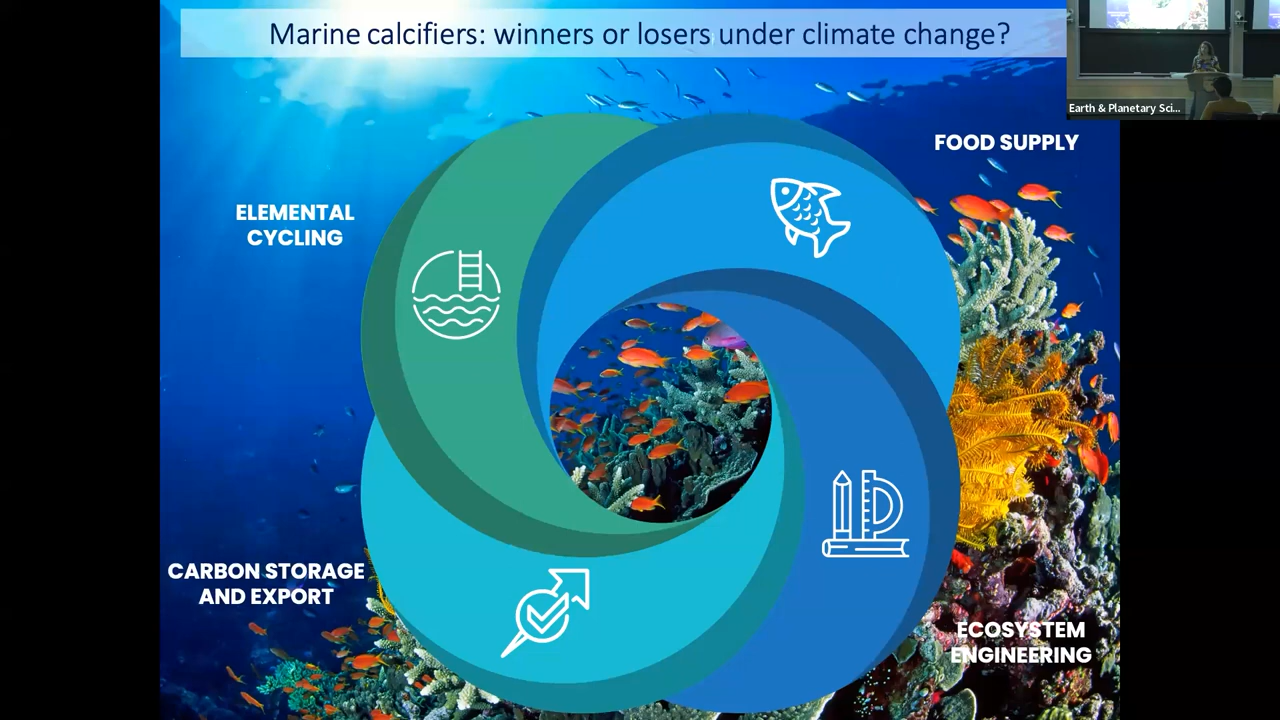 Marine calcifiers: winners or losers under climate change?
Earth & Planetary Sci...
FOOD SUPPLY
ELEMENTAL
CYCLING
CARBON STORAGE
AND EXPORT
ECOSYSTEM
ENGINEERING